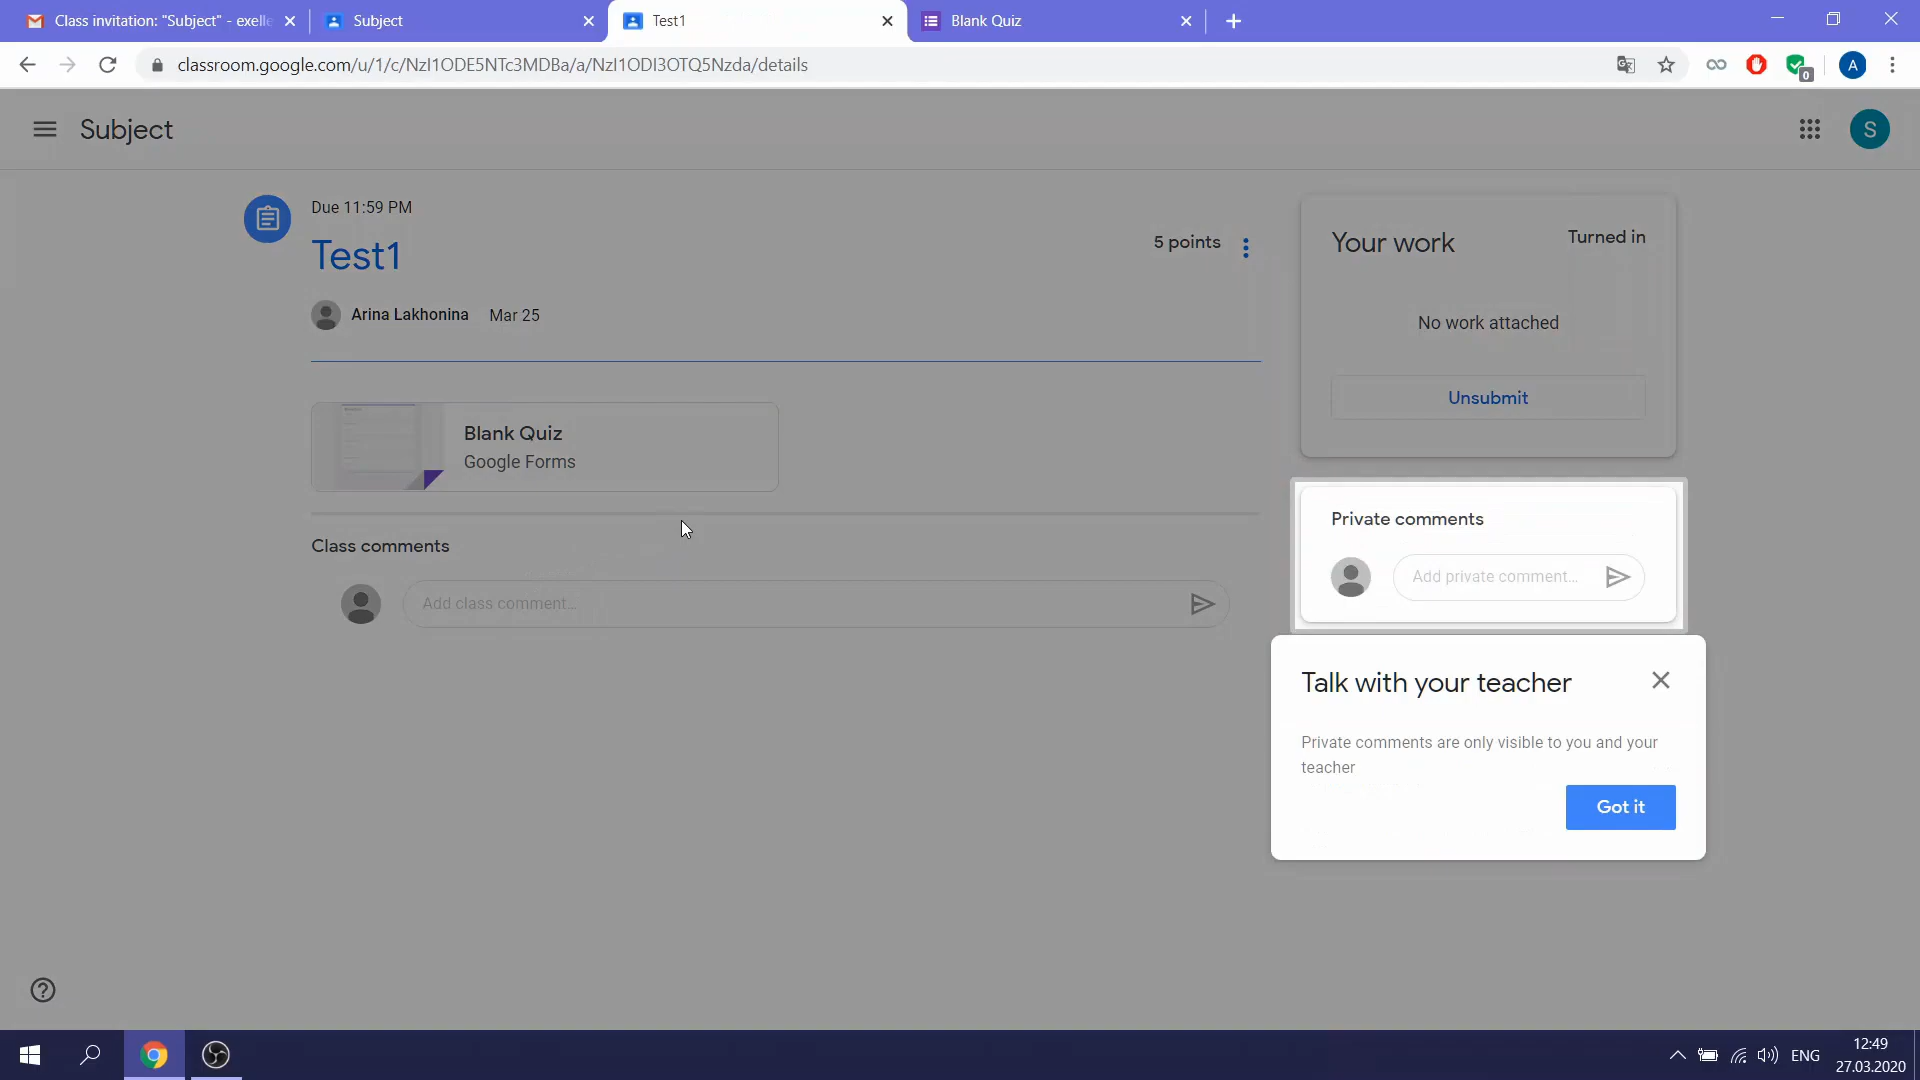 Class invitation: "Subject" - exelle
Subject
Test1
Blank Quiz
classroom.google.com/u/1/c/NzI1ODE5NTc3MDBa/a/NzI1ODI3OTQ5Nzda/details
0
A
Subject
S
Due 11:59 PM
Test1
5 points
Arina Lakhonina Mar 25
Your work
Turned in
No work attached
Unsubmit
Blank Quiz
Google Forms
Class comments
Add class comment...
Private comments
Add private comment...
Talk with your teacher
Private comments are only visible to you and your
teacher
Got it
ENG
12:49
27.03.2020